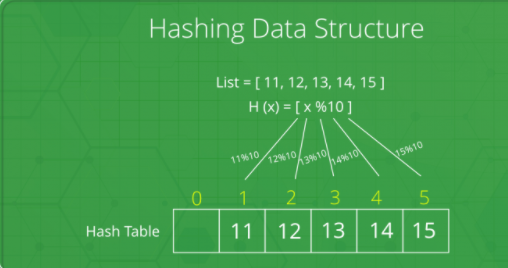 Hashing Data Structure
List = [ 11, 12, 13, 14, 15 ]
H (x) = [ x %10 ]
11%10 12%10 13%10 14%10 15%10
0 1 2 3 4 5
Hash Table 11 12 13 14 15